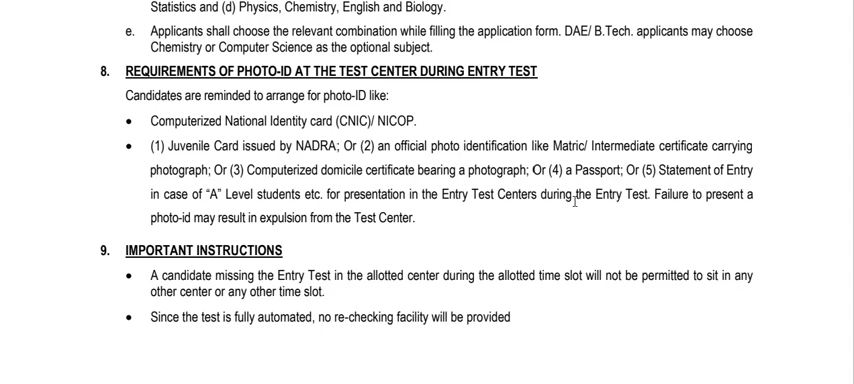 Statistics and (d) Physics, Chemistry, English and Biology.
e. Applicants shall choose the relevant combination while filling the application form. DAE/ B.Tech. applicants may choose
Chemistry or Computer Science as the optional subject.
8. REQUIREMENTS OF PHOTO-ID AT THE TEST CENTER DURING ENTRY TEST
Candidates are reminded to arrange for photo-ID like:
• Computerized National Identity card (CNIC)/ NICOP.
• (1) Juvenile Card issued by NADRA; Or (2) an official photo identification like Matric/ Intermediate certificate carrying
photograph; Or (3) Computerized domicile certificate bearing a photograph; Or (4) a Passport; Or (5) Statement of Entry
in case of “A” Level students etc. for presentation in the Entry Test Centers during the Entry Test. Failure to present a
photo-id may result in expulsion from the Test Center.
9. IMPORTANT INSTRUCTIONS
• A candidate missing the Entry Test in the allotted center during the allotted time slot will not be permitted to sit in any
other center or any other time slot.
• Since the test is fully automated, no re-checking facility will be provided